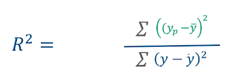 R² = ∑ ((yₚ-ȳ)² / ∑ (y - ẏ)²